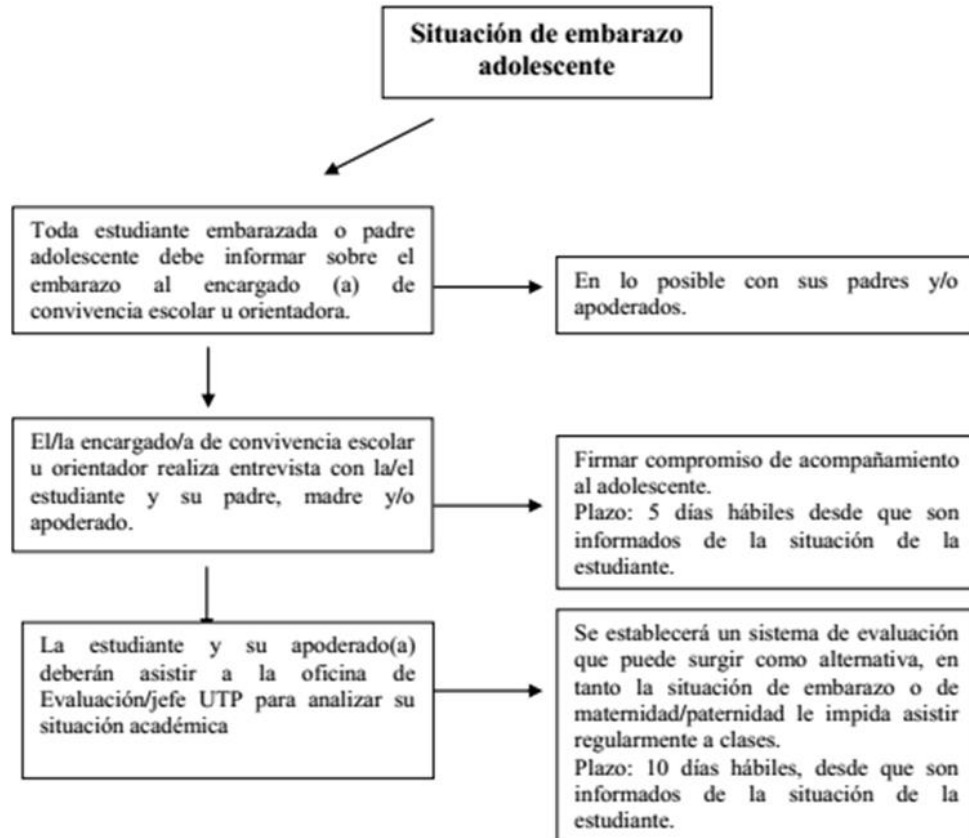 Situación de embarazo
adolescente
Toda estudiante embarazada o padre
adolescente debe informar sobre el
embarazo al encargado (a) de
convivencia escolar u orientadora.
En lo posible con sus padres y/o
apoderados.
El/la encargado/a de convivencia escolar
u orientador realiza entrevista con la/el
estudiante y su padre, madre y/o
apoderado.
Firmar compromiso de acompañamiento
al adolescente.
Plazo: 5 días hábiles desde que son
informados de la situación de la
estudiante.
La estudiante y su apoderado(a)
deberán asistir a la oficina de
Evaluación/jefe UTP para analizar su
situación académica
Se establecerá un sistema de evaluación
que puede surgir como alternativa, en
tanto la situación de embarazo o de
maternidad/paternidad le impida asistir
regularmente a clases.
Plazo: 10 días hábiles, desde que son
informados de la situación de la
estudiante.